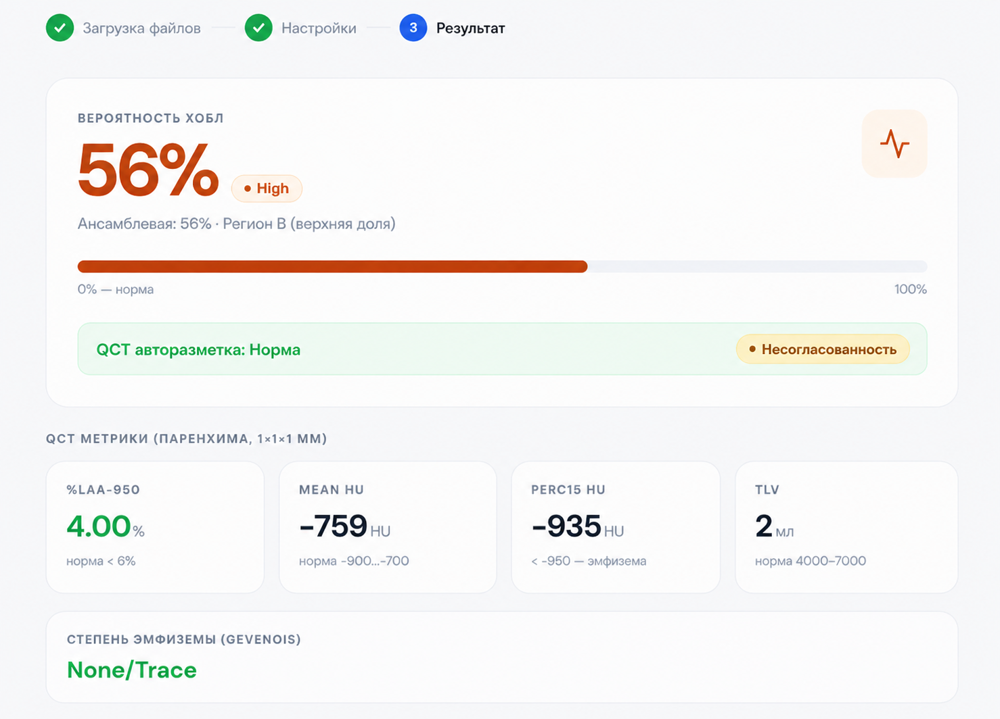 Загрузка файлов Настройки 3 Результат
ВЕРОЯТНОСТЬ ХОБЛ
56% • High
Ансамблевая: 56% · Регион B (верхняя доля)
0% — норма 100%
QCT авторазметка: Норма • Несогласованность
QCT МЕТРИКИ (ПАРЕНХИМА, 1×1×1 ММ)
%LAA-950
4.00 %
норма < 6%
MEAN HU
−759 HU
норма -900...-700
PERC15 HU
−935 HU
< -950 — эмфизема
TLV
2 мл
норма 4000–7000
СТЕПЕНЬ ЭМФИЗЕМЫ (GEVENOIS)
None/Trace